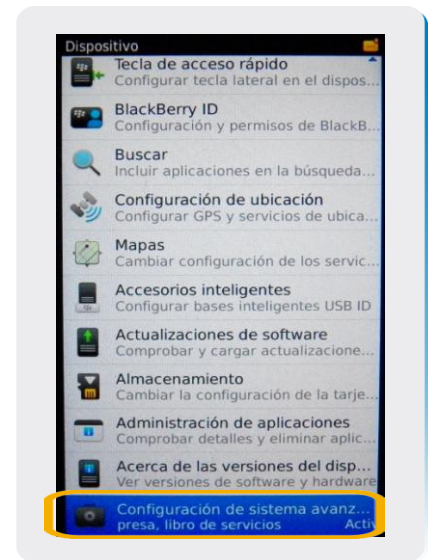 Dispositivo
Tecla de acceso rápido
Configurar tecla lateral en el dispos...
BlackBerry ID
Configuración y permisos de BlackB...
Buscar
Incluir aplicaciones en la búsqueda...
Configuración de ubicación
Configurar GPS y servicios de ubica...
Mapas
Cambiar configuración de los servic...
Accesorios inteligentes
Configurar bases inteligentes USB ID
Actualizaciones de software
Comprobar y cargar actualizacione...
Almacenamiento
Cambiar la configuración de la tarje...
Administración de aplicaciones
Comprobar detalles y eliminar aplic...
Acerca de las versiones del disp...
Ver versiones de software y hardware
Configuración de sistema avanz...
presa, libro de servicios Activ